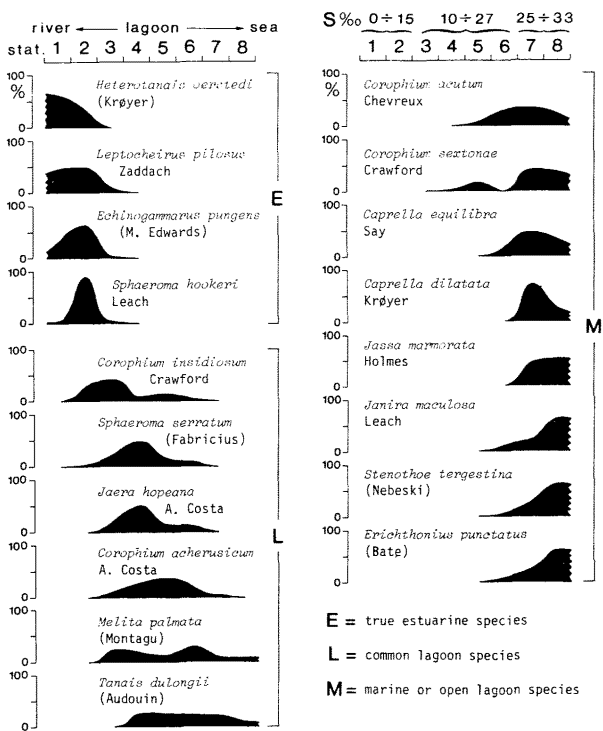 river ← lagoon → sea
stat. 1 2 3 4 5 6 7 8
100
%
0
Heterotanais oerstedi
(Krøyer)
100
0
Leptocheirus pilosus
Zaddach
100
0
Echinogammarus pungens
(M. Edwards)
100
0
Sphaeroma hookeri
Leach
E
100
0
Corophium insidiosum
Crawford
100
0
Sphaeroma serratum
(Fabricius)
100
0
Jaera hopeana
A. Costa
100
0
Corophium acherusicum
A. Costa
100
0
Melita palmata
(Montagu)
100
0
Tanais dulongii
(Audouin)
L
S‰ 0÷15 10÷27 25÷33
1 2 3 4 5 6 7 8
100
%
0
Corophium acutum
Chevreux
100
0
Corophium sextonae
Crawford
100
0
Caprella equilibra
Say
100
0
Caprella dilatata
Krøyer
100
0
Jassa marmorata
Holmes
100
0
Janira maculosa
Leach
100
0
Stenothoe tergestina
(Nebeski)
100
0
Erichthonius punctatus
(Bate)
M
E = true estuarine species
L = common lagoon species
M = marine or open lagoon species